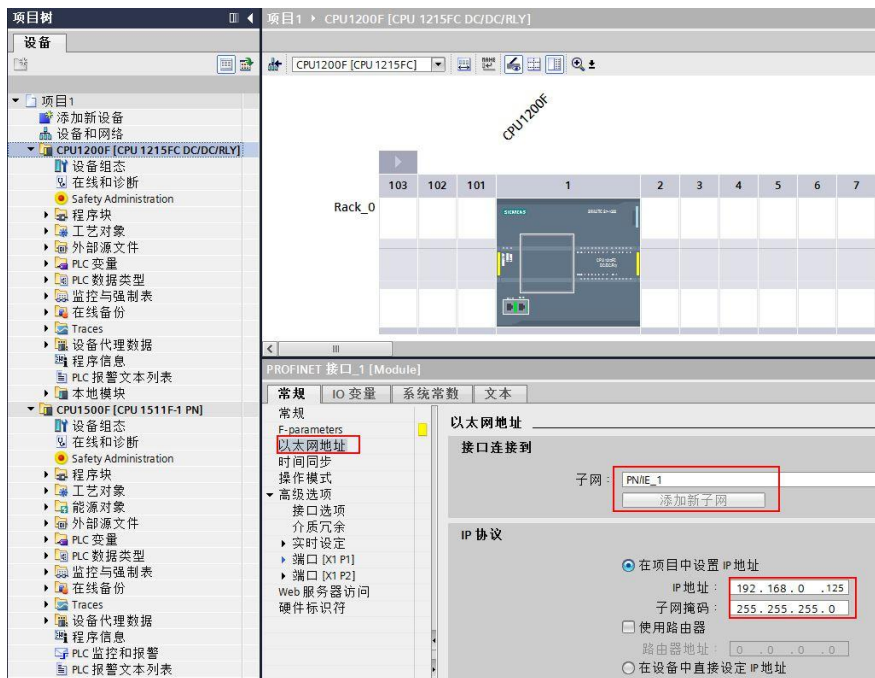 项目树
设备
项目1
添加新设备
设备和网络
CPU1200F [CPU 1215FC DC/DC/RLY]
设备组态
在线和诊断
Safety Administration
程序块
工艺对象
外部源文件
PLC 变量
PLC 数据类型
监控与强制表
在线备份
Traces
设备代理数据
程序信息
PLC 报警文本列表
本地模块
CPU1500F [CPU 1511F-1 PN]
设备组态
在线和诊断
Safety Administration
程序块
工艺对象
能源对象
外部源文件
PLC 变量
PLC 数据类型
监控与强制表
在线备份
Traces
设备代理数据
程序信息
PLC 监控和报警
PLC 报警文本列表
项目1 › CPU1200F [CPU 1215FC DC/DC/RLY]
CPU1200F [CPU 1215FC]
CPU1200F
103 102 101 1 2 3 4 5 6 7
Rack_0
SIEMENS
PROFINET 接口_1 [Module]
常规 IO 变量 系统常数 文本
常规
F-parameters
以太网地址
时间同步
操作模式
高级选项
接口选项
介质冗余
实时设定
端口 [X1 P1]
端口 [X1 P2]
Web 服务器访问
硬件标识符
以太网地址
接口连接到
子网： PN/IE_1
添加新子网
IP 协议
在项目中设置 IP 地址
IP 地址： 192 . 168 . 0 .125
子网掩码： 255 . 255 . 255 . 0
使用路由器
路由器地址： 0 . 0 . 0 . 0
在设备中直接设定 IP 地址